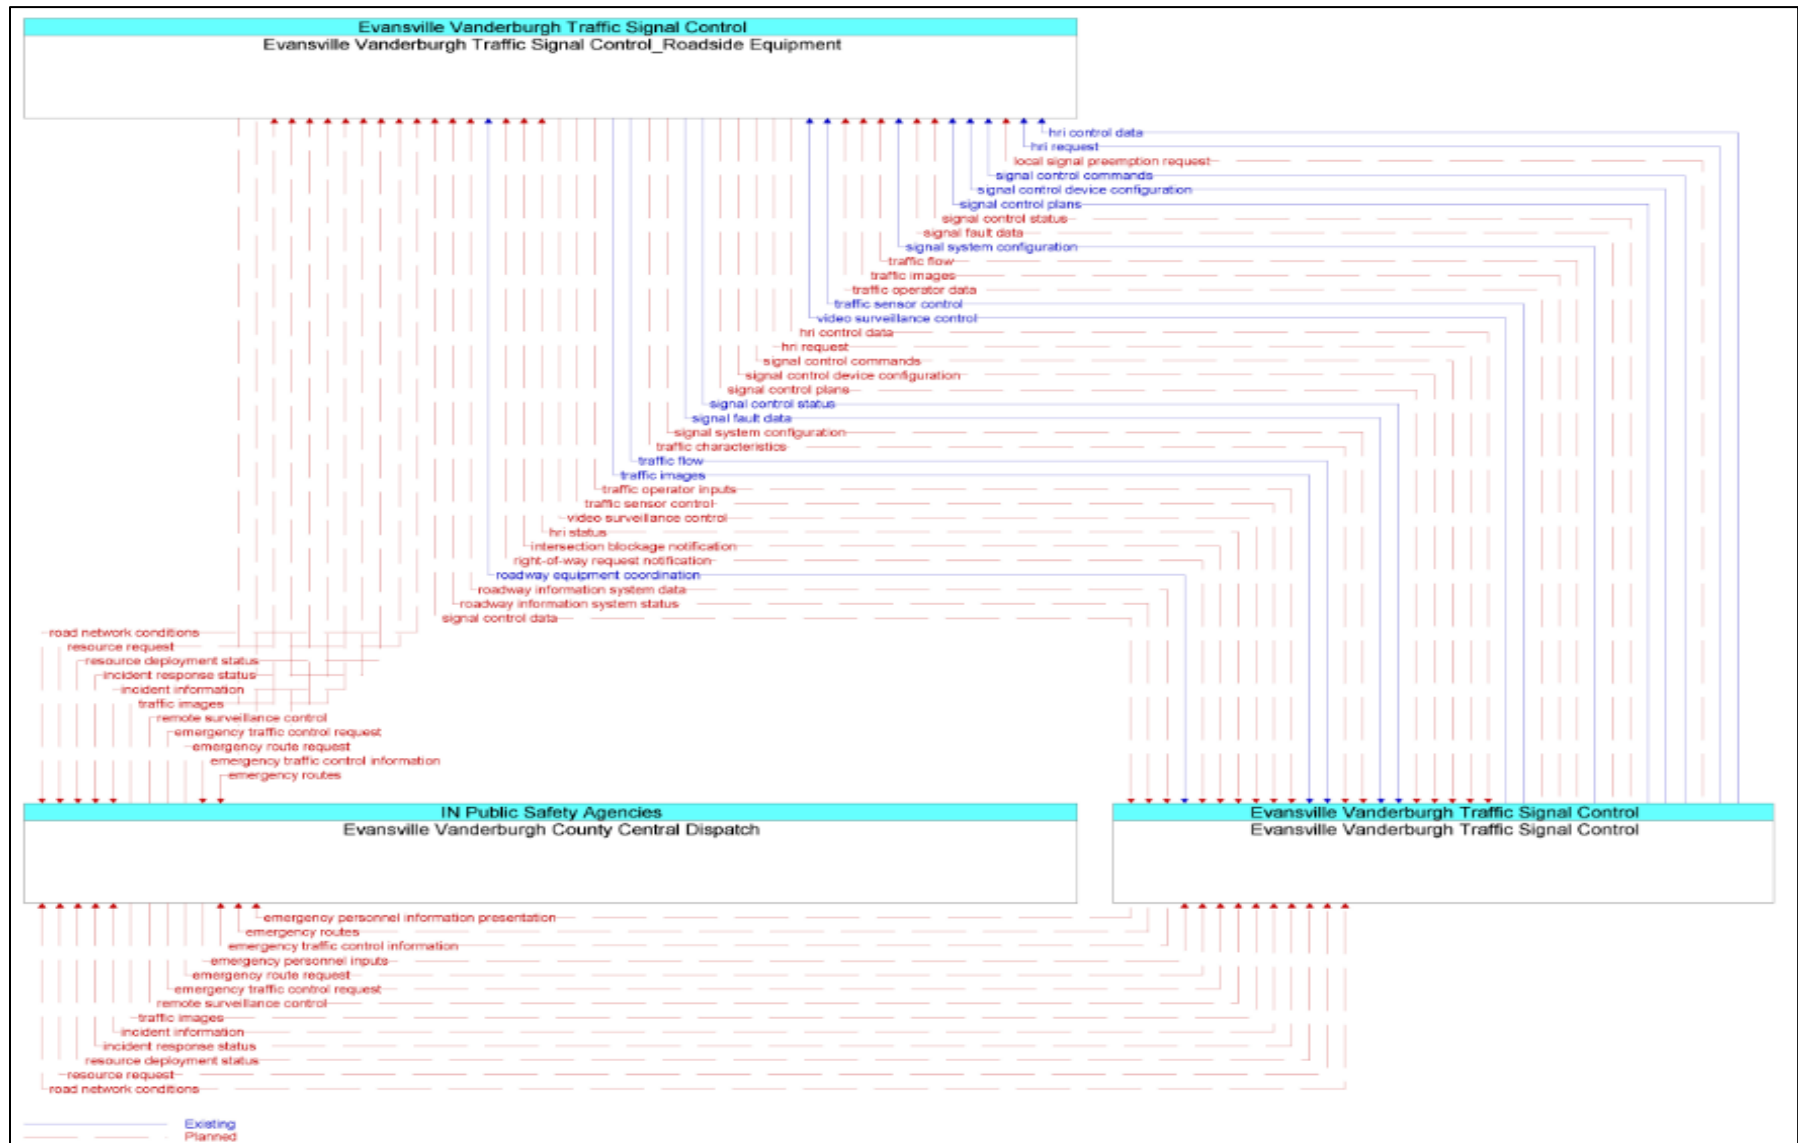 Evansville Vanderburgh Traffic Signal Control
Evansville Vanderburgh Traffic Signal Control_Roadside Equipment
hri control data
hri request
local signal preemption request
signal control commands
signal control device configuration
signal control plans
signal control status
signal fault data
signal system configuration
traffic flow
traffic images
traffic operator data
traffic sensor control
video surveillance control
hri control data
hri request
signal control commands
signal control device configuration
signal control plans
signal control status
signal fault data
signal system configuration
traffic characteristics
traffic flow
traffic images
traffic operator inputs
traffic sensor control
video surveillance control
hri status
intersection blockage notification
right-of-way request notification
roadway equipment coordination
roadway information system data
roadway information system status
signal control data
road network conditions
resource request
resource deployment status
incident response status
incident information
traffic images
remote surveillance control
emergency traffic control request
emergency route request
emergency traffic control information
emergency routes
IN Public Safety Agencies
Evansville Vanderburgh County Central Dispatch
Evansville Vanderburgh Traffic Signal Control
Evansville Vanderburgh Traffic Signal Control
emergency personnel information presentation
emergency routes
emergency traffic control information
emergency personnel inputs
emergency route request
emergency traffic control request
remote surveillance control
traffic images
incident information
incident response status
resource deployment status
resource request
road network conditions
Existing
Planned